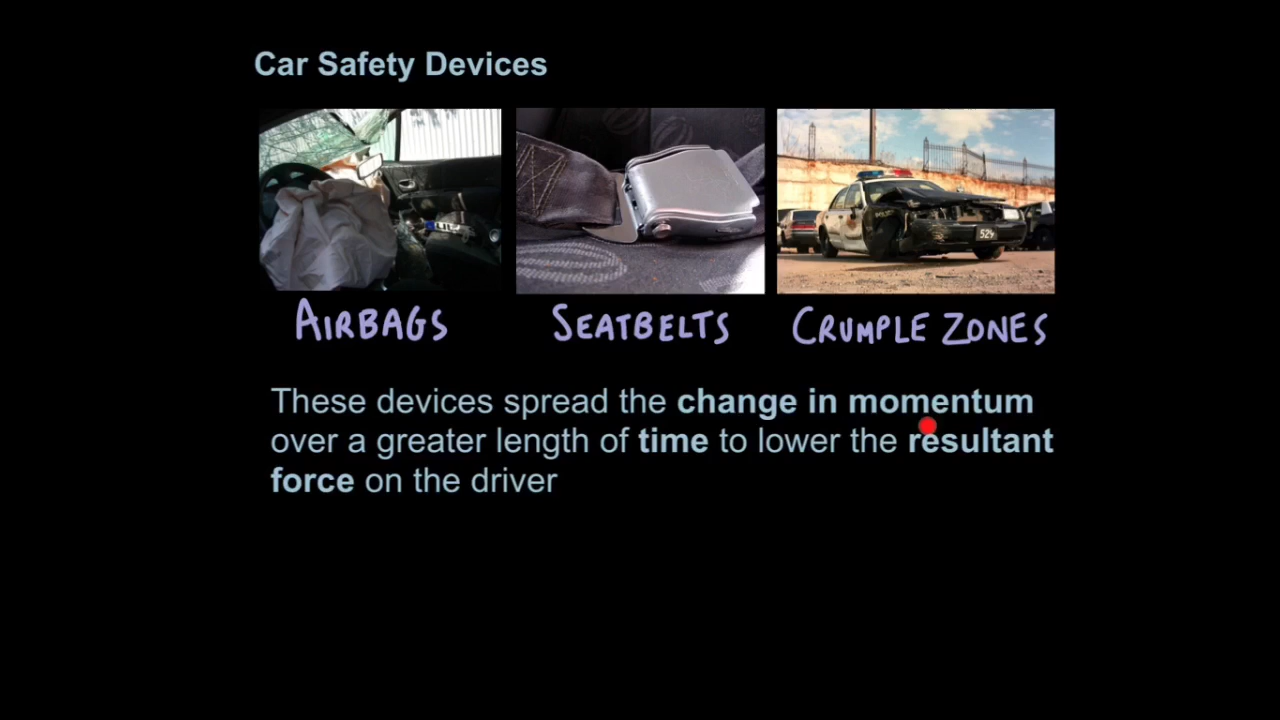 Car Safety Devices
524
AIRBAGS
SEATBELTS
CRUMPLE ZONES
These devices spread the change in momentum
over a greater length of time to lower the resultant
force on the driver